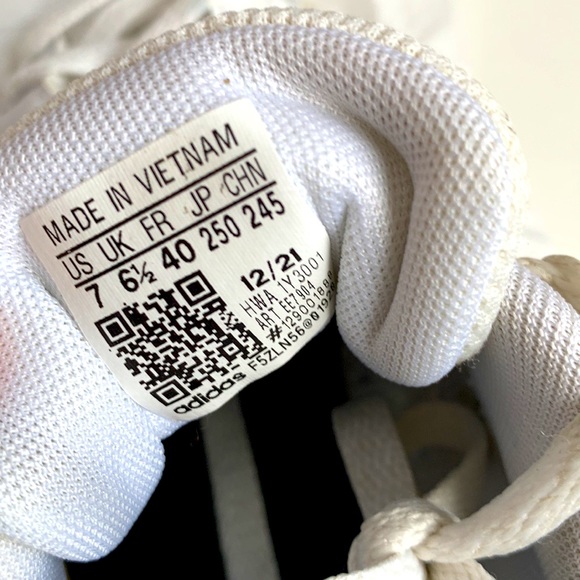 MADE IN VIETNAM
US UK FR JP CHN
7 6½ 40 250 245
12/21
HWA 1Y3001
ART EE7904
F5ZLN56@
adidas